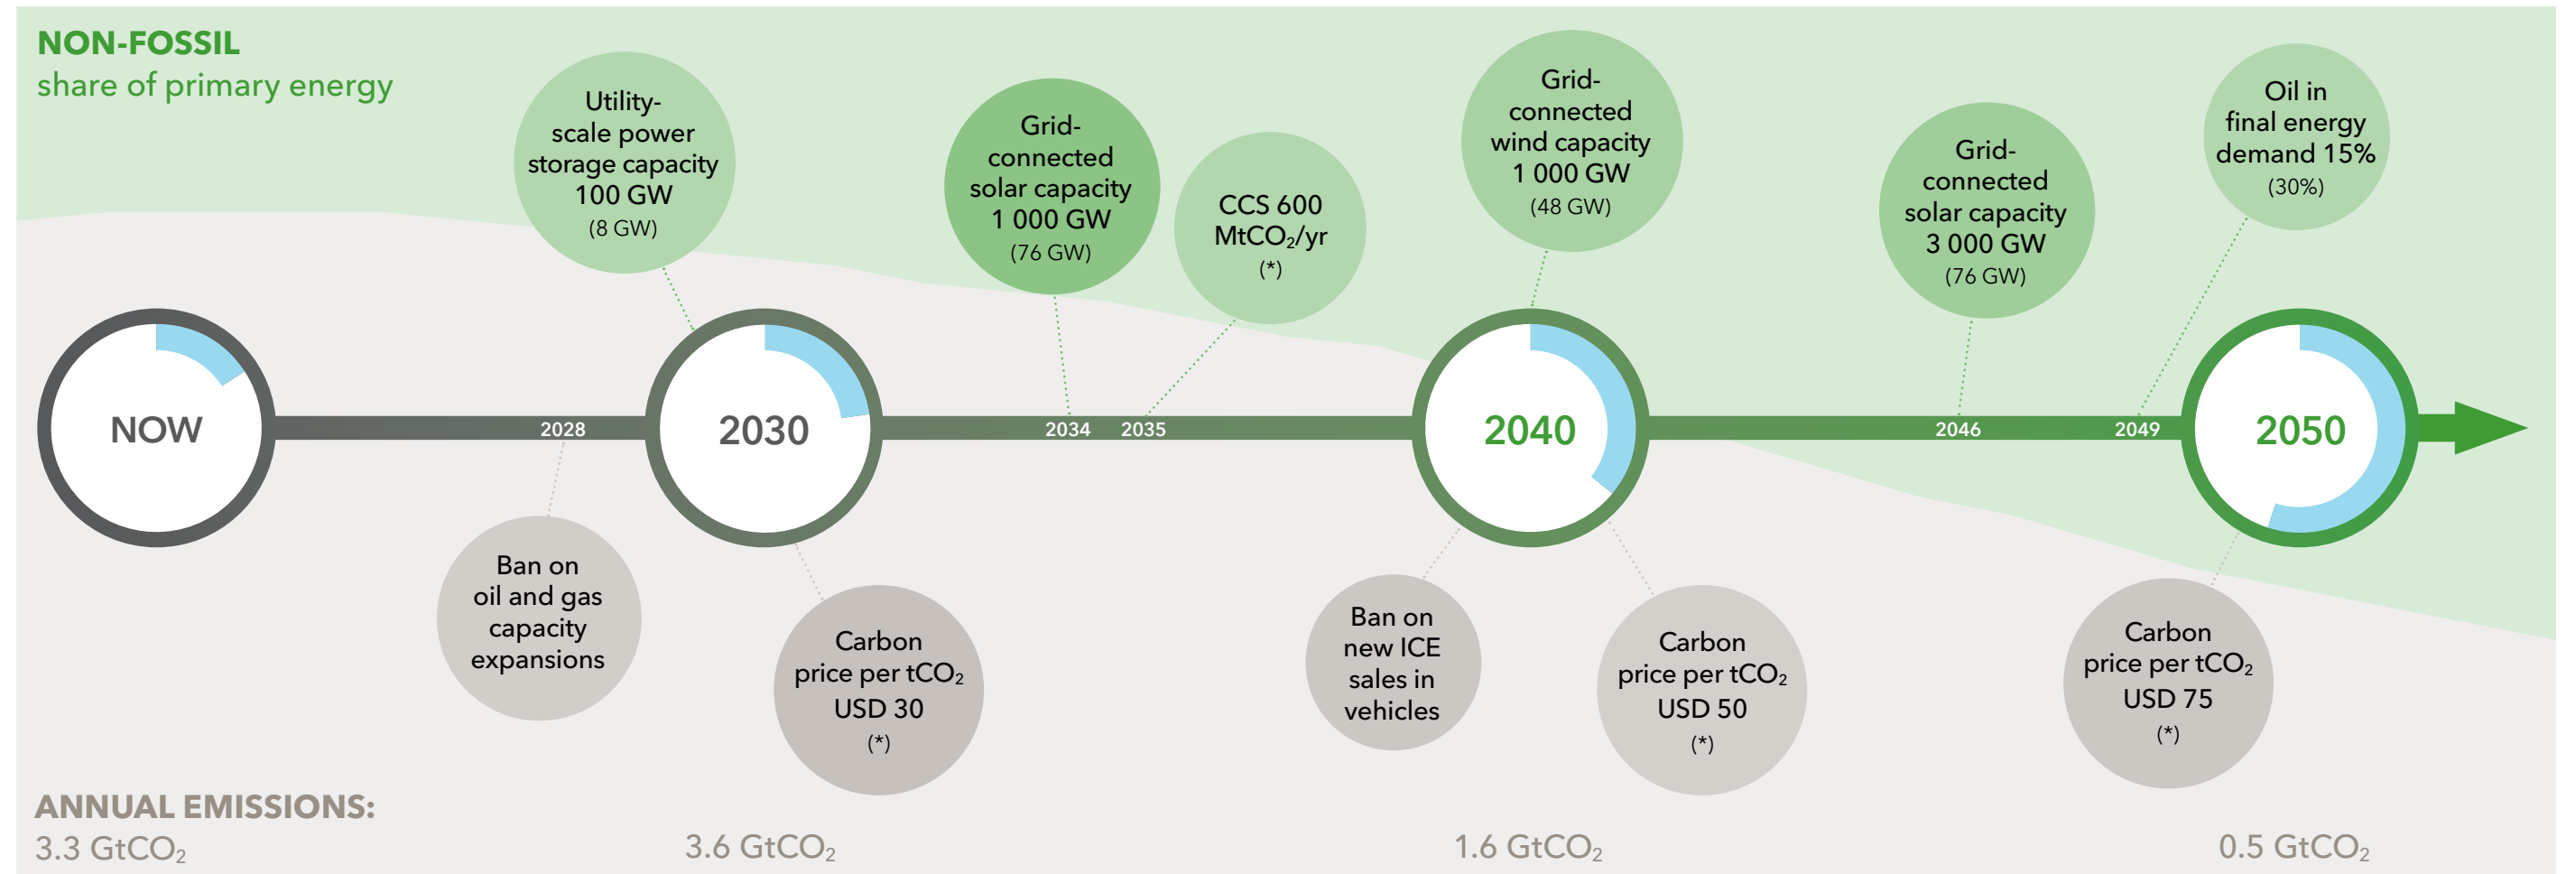 NON-FOSSIL
share of primary energy
Utility-
scale power
storage capacity
100 GW
(8 GW)
Grid-
connected
solar capacity
1 000 GW
(76 GW)
CCS 600
MtCO₂/yr
(*)
Grid-
connected
wind capacity
1 000 GW
(48 GW)
Grid-
connected
solar capacity
3 000 GW
(76 GW)
Oil in
final energy
demand 15%
(30%)
NOW
2028
2030
2034
2035
2040
2046
2049
2050
Ban on
oil and gas
capacity
expansions
Carbon
price per tCO₂
USD 30
(*)
Ban on
new ICE
sales in
vehicles
Carbon
price per tCO₂
USD 50
(*)
Carbon
price per tCO₂
USD 75
(*)
ANNUAL EMISSIONS:
3.3 GtCO₂
3.6 GtCO₂
1.6 GtCO₂
0.5 GtCO₂